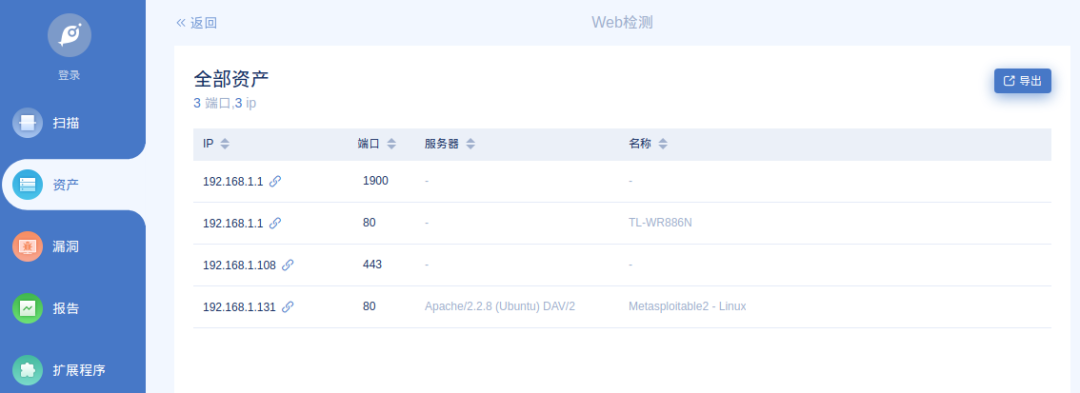 返回
Web检测
登录
扫描
资产
漏洞
报告
扩展程序
全部资产
3 端口,3 ip
导出
IP 端口 服务器 名称
192.168.1.1 1900 - -
192.168.1.1 80 - TL-WR886N
192.168.1.108 443 - -
192.168.1.131 80 Apache/2.2.8 (Ubuntu) DAV/2 Metasploitable2 - Linux